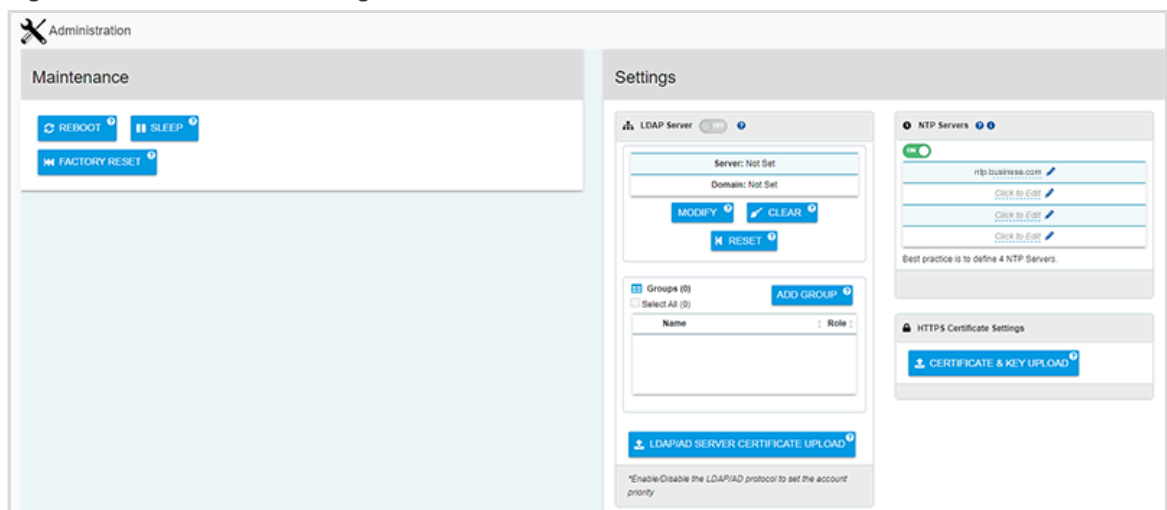 Administration
Maintenance
REBOOT ?
SLEEP ?
FACTORY RESET ?
Settings
LDAP Server OFF ?
Server: Not Set
Domain: Not Set
MODIFY ?
CLEAR ?
RESET ?
Groups (0)
Select All (0)
ADD GROUP ?
Name Role
LDAP/AD SERVER CERTIFICATE UPLOAD ?
*Enable/Disable the LDAP/AD protocol to set the account
priority
NTP Servers ? i
ON
ntp.business.com
Click to Edit
Click to Edit
Click to Edit
Best practice is to define 4 NTP Servers.
HTTPS Certificate Settings
CERTIFICATE & KEY UPLOAD ?